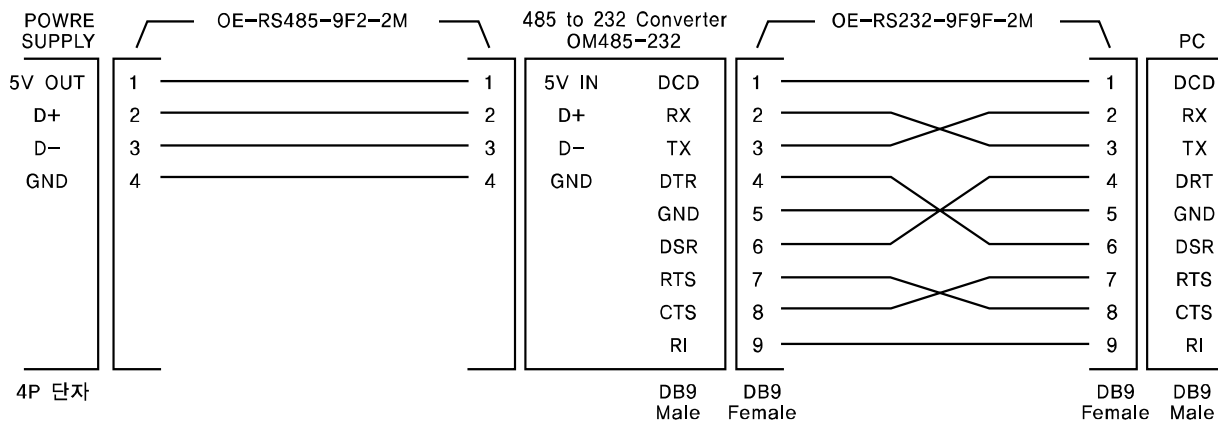 POWRE SUPPLY OE-RS485-9F2-2M 485 to 232 Converter OM485-232 OE-RS232-9F9F-2M PC
5V OUT 1 1 5V IN DCD 1 1 DCD
D+ 2 2 D+ RX 2 2 RX
D- 3 3 D- TX 3 3 TX
GND 4 4 GND DTR 4 4 DRT
GND 5 5 GND
DSR 6 6 DSR
RTS 7 7 RTS
CTS 8 8 CTS
RI 9 9 RI
4P 단자 DB9 Male DB9 Female DB9 Female DB9 Male